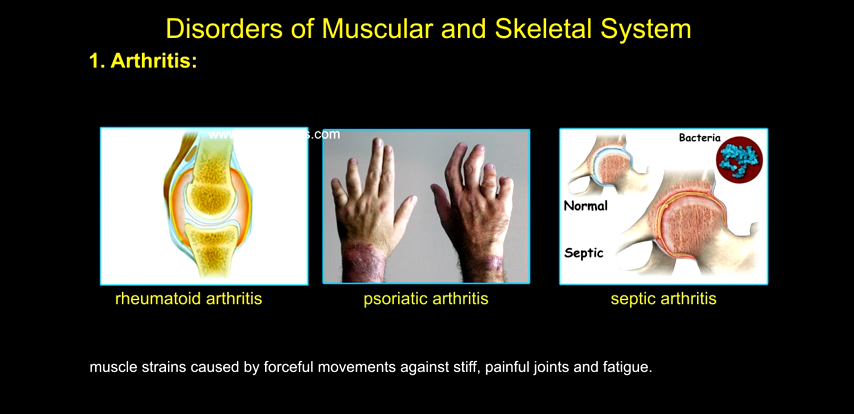 Disorders of Muscular and Skeletal System
1. Arthritis:
Bacteria
Normal
Septic
rheumatoid arthritis
psoriatic arthritis
septic arthritis
muscle strains caused by forceful movements against stiff, painful joints and fatigue.